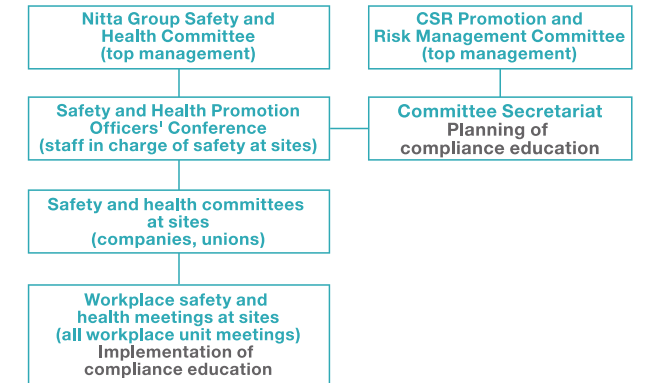 Nitta Group Safety and
Health Committee
(top management)
CSR Promotion and
Risk Management Committee
(top management)
Safety and Health Promotion
Officers' Conference
(staff in charge of safety at sites)
Committee Secretariat
Planning of
compliance education
Safety and health committees
at sites
(companies, unions)
Workplace safety and
health meetings at sites
(all workplace unit meetings)
Implementation of
compliance education